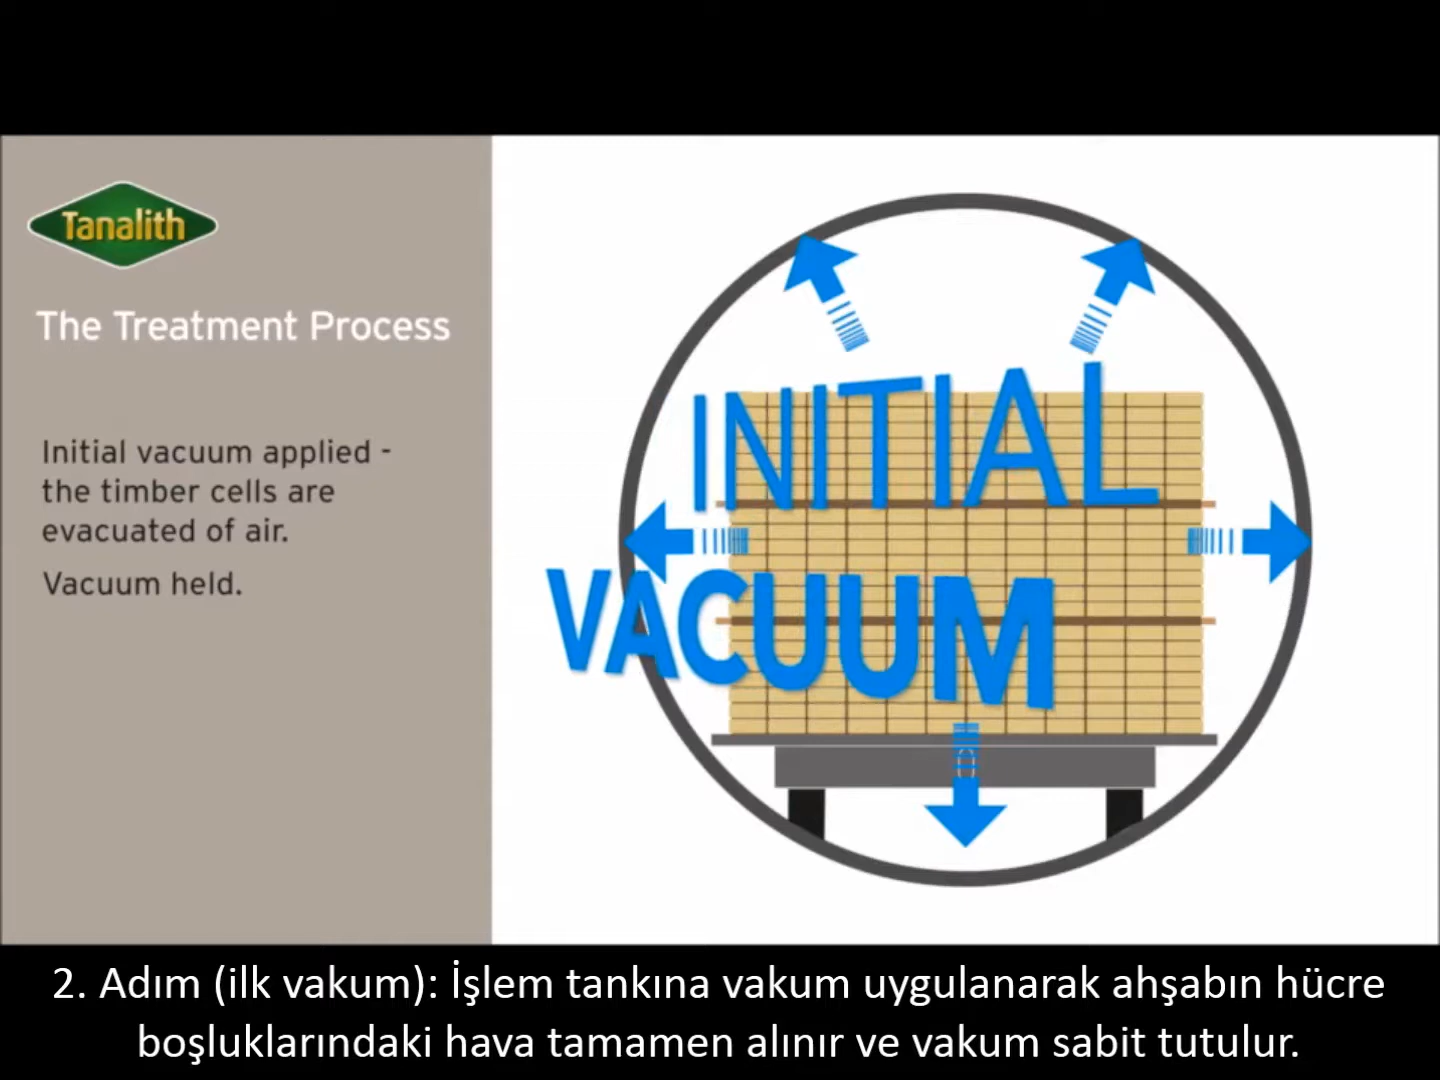 Tanalith
The Treatment Process
Initial vacuum applied -
the timber cells are
evacuated of air.
Vacuum held.
INITIAL
VACUUM
2. Adım (ilk vakum): İşlem tankına vakum uygulanarak ahşabın hücre
boşluklarındaki hava tamamen alınır ve vakum sabit tutulur.